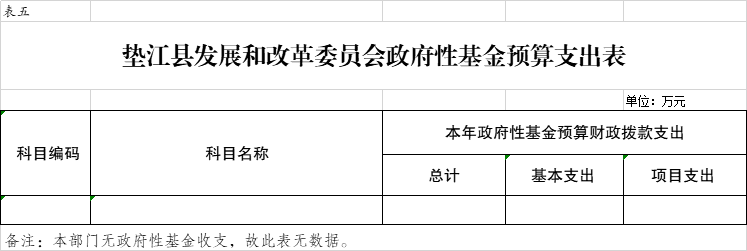 表五
垫江县发展和改革委员会政府性基金预算支出表
单位：万元
科目编码
科目名称
本年政府性基金预算财政拨款支出
总计
基本支出
项目支出
备注：本部门无政府性基金收支，故此表无数据。